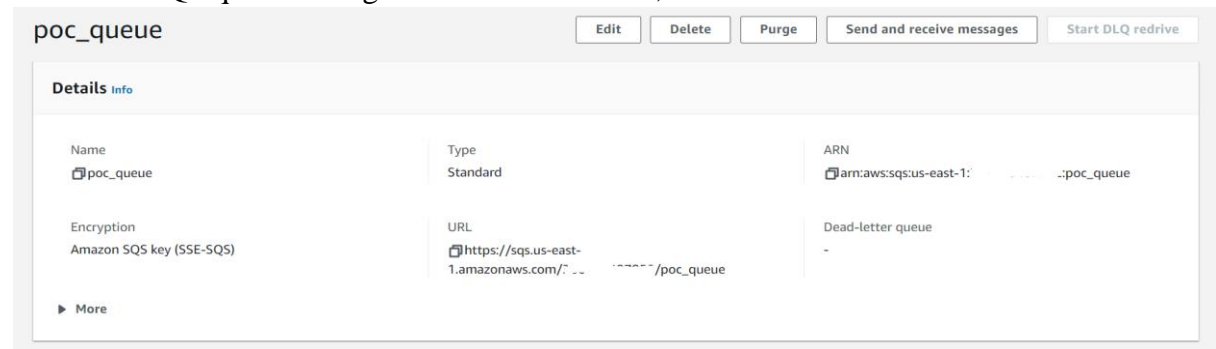 poc_queue
Edit
Delete
Purge
Send and receive messages
Start DLQ redrive
Details Info
Name
poc_queue
Type
Standard
ARN
arn:aws:sqs:us-east-1: :poc_queue
Encryption
Amazon SQS key (SSE-SQS)
URL
https://sqs.us-east-
1.amazonaws.com/ /poc_queue
Dead-letter queue
-
More